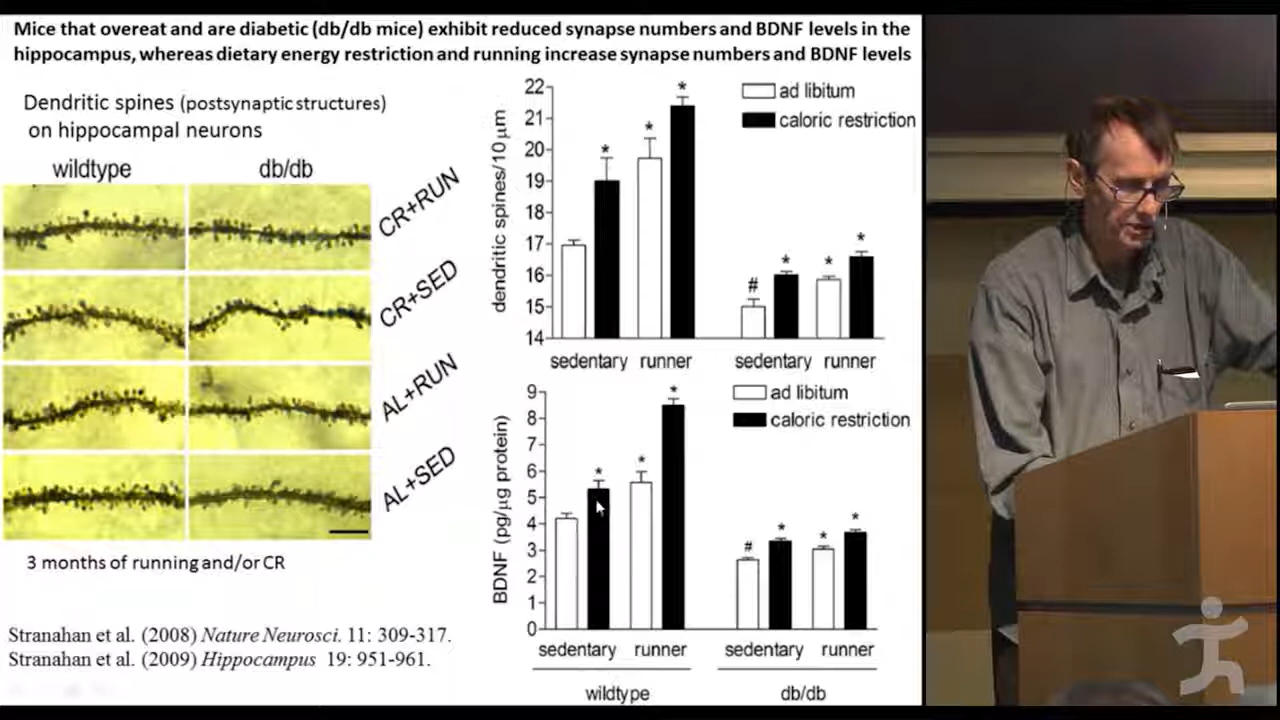 Mice that overeat and are diabetic (db/db mice) exhibit reduced synapse numbers and BDNF levels in the
hippocampus, whereas dietary energy restriction and running increase synapse numbers and BDNF levels
Dendritic spines (postsynaptic structures)
on hippocampal neurons
wildtype db/db
CR+RUN
CR+SED
AL+RUN
AL+SED
3 months of running and/or CR
Stranahan et al. (2008) Nature Neurosci. 11: 309-317.
Stranahan et al. (2009) Hippocampus 19: 951-961.
dendritic spines/10μm
22
21
20
19
18
17
16
15
14
ad libitum
caloric restriction
* * * # * * *
sedentary runner sedentary runner
BDNF (pg/μg protein)
9
8
7
6
5
4
3
2
1
0
ad libitum
caloric restriction
* * * # * * *
sedentary runner sedentary runner
wildtype db/db